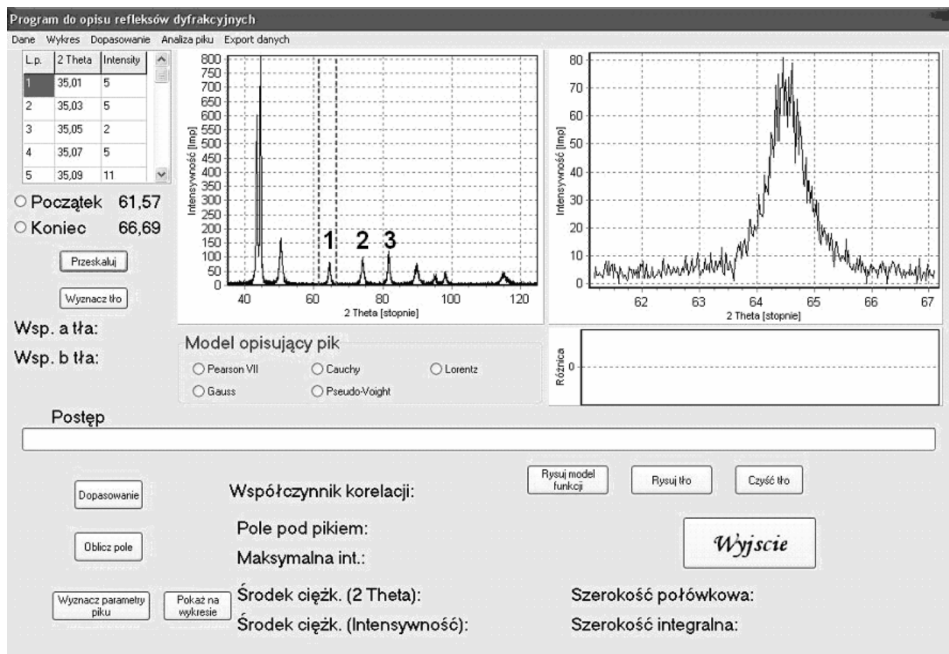 Program do opisu refleksów dyfrakcyjnych
Dane Wykres Dopasowanie Analiza piku Export danych
L.p. 2 Theta Intensity
1 35,01 5
2 35,03 5
3 35,05 2
4 35,07 5
5 35,09 11
Początek 61,57
Koniec 66,69
Przeskaluj
Wyznacz tło
Wsp. a tła:
Wsp. b tła:
Intensywność [Imp]
800
750
700
650
600
550
500
450
400
350
300
250
200
150
100
50
0
1 2 3
40 60 80 100 120
2 Theta [stopnie]
Intensywność [Imp]
80
70
60
50
40
30
20
10
0
62 63 64 65 66 67
2 Theta [stopnie]
Model opisujący pik
Pearson VII Cauchy Lorentz
Gauss Pseudo-Voight
Różnica
0
Postęp
Dopasowanie
Oblicz pole
Wyznacz parametry
piku
Pokaż na
wykresie
Współczynnik korelacji:
Pole pod pikiem:
Maksymalna int.:
Środek ciężk. (2 Theta):
Środek ciężk. (Intensywność):
Rysuj model
funkcji
Rysuj tło
Czyść tło
Wyjscie
Szerokość połówkowa:
Szerokość integralna: